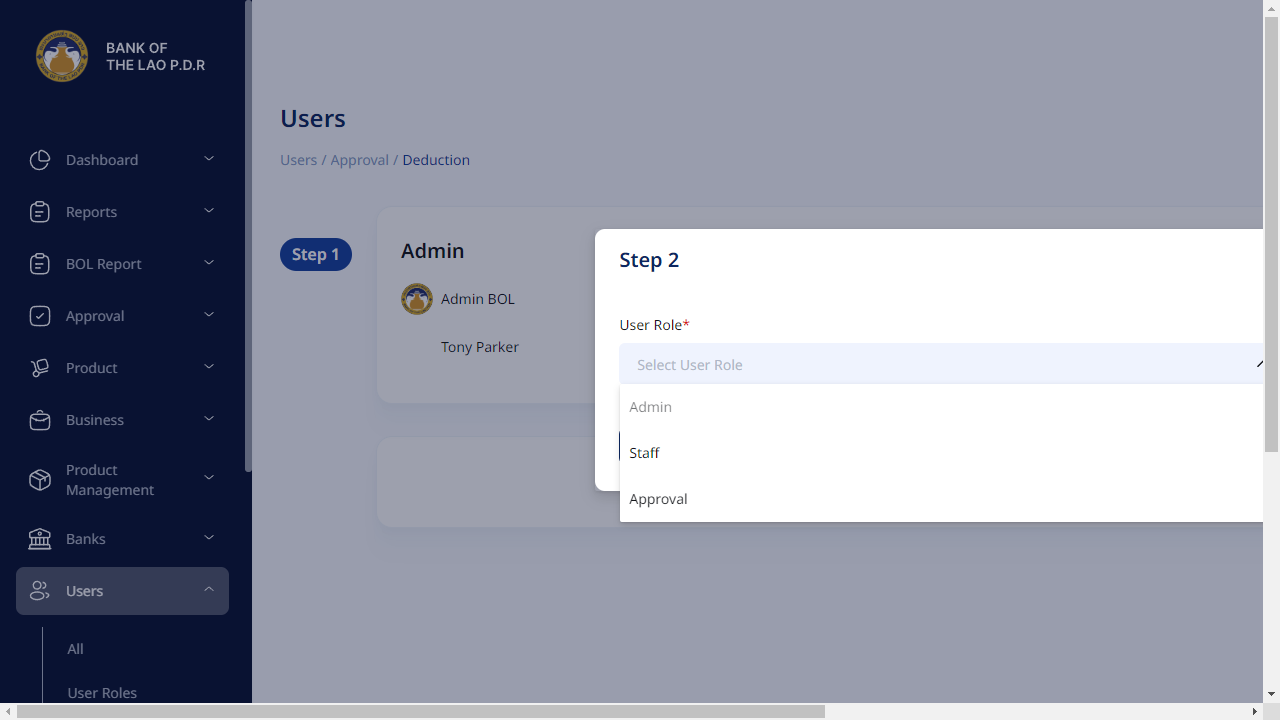 BANK OF
THE LAO P.D.R
Dashboard
Reports
BOL Report
Approval
Product
Business
Product
Management
Banks
Users
All
User Roles
Users
Users / Approval / Deduction
Step 1
Admin
Admin BOL
Tony Parker
Step 2
User Role*
Select User Role
Admin
Staff
Approval